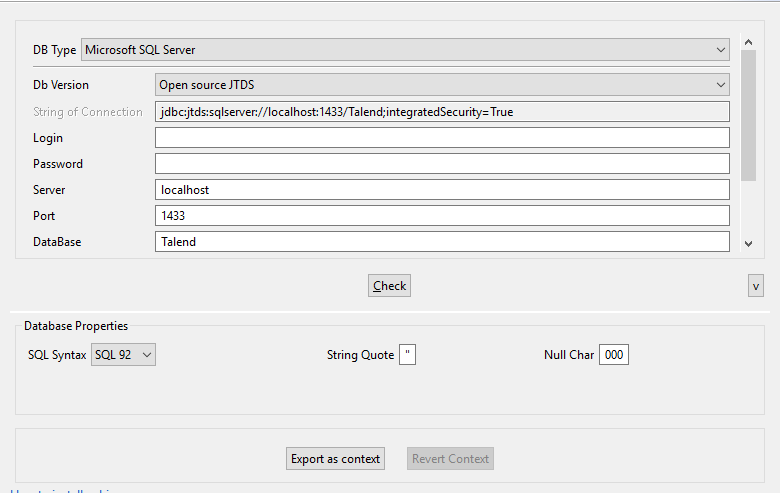 DB Type Microsoft SQL Server
Db Version Open source JTDS
String of Connection jdbc:jtds:sqlserver://localhost:1433/Talend;integratedSecurity=True
Login
Password
Server localhost
Port 1433
DataBase Talend
Check v
Database Properties
SQL Syntax SQL 92 String Quote " Null Char 000
Export as context Revert Context